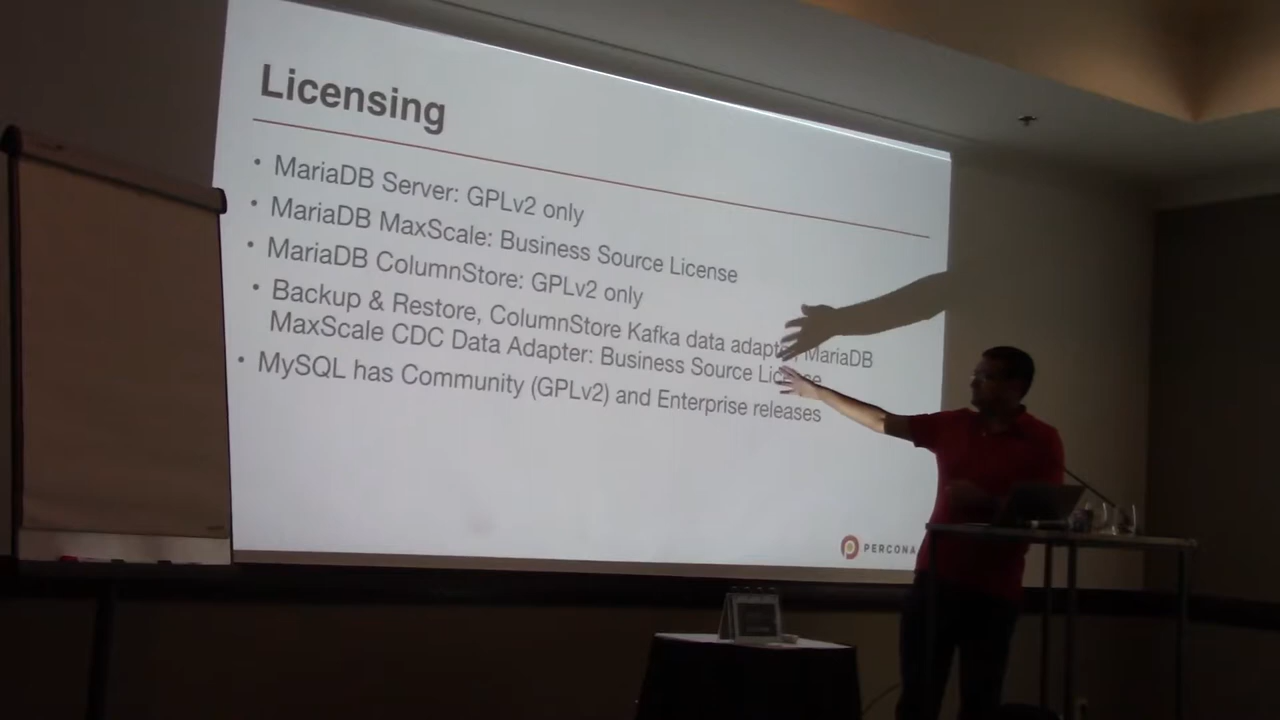 Licensing
• MariaDB Server: GPLv2 only
• MariaDB MaxScale: Business Source License
• MariaDB ColumnStore: GPLv2 only
• Backup & Restore, ColumnStore Kafka data adapter, MariaDB
MaxScale CDC Data Adapter: Business Source License
• MySQL has Community (GPLv2) and Enterprise releases
PERCONA